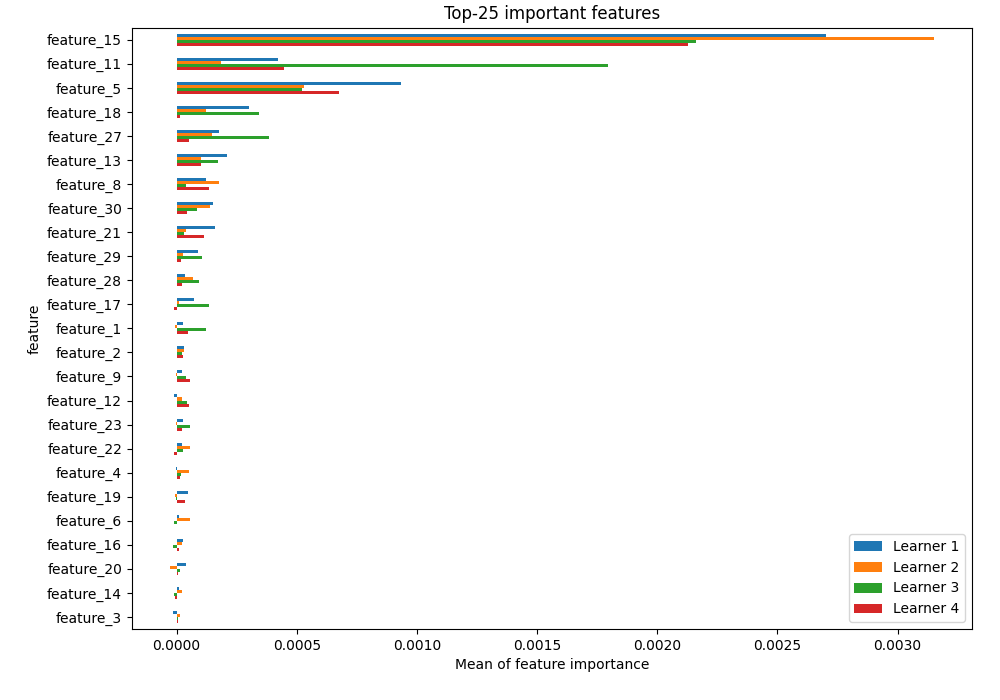 Top-25 important features
feature_15
feature_11
feature_5
feature_18
feature_27
feature_13
feature_8
feature_30
feature_21
feature_29
feature_28
feature_17
feature_1
feature_2
feature_9
feature_12
feature_23
feature_22
feature_4
feature_19
feature_6
feature_16
feature_20
feature_14
feature_3
feature
Learner 1
Learner 2
Learner 3
Learner 4
0.0000 0.0005 0.0010 0.0015 0.0020 0.0025 0.0030
Mean of feature importance